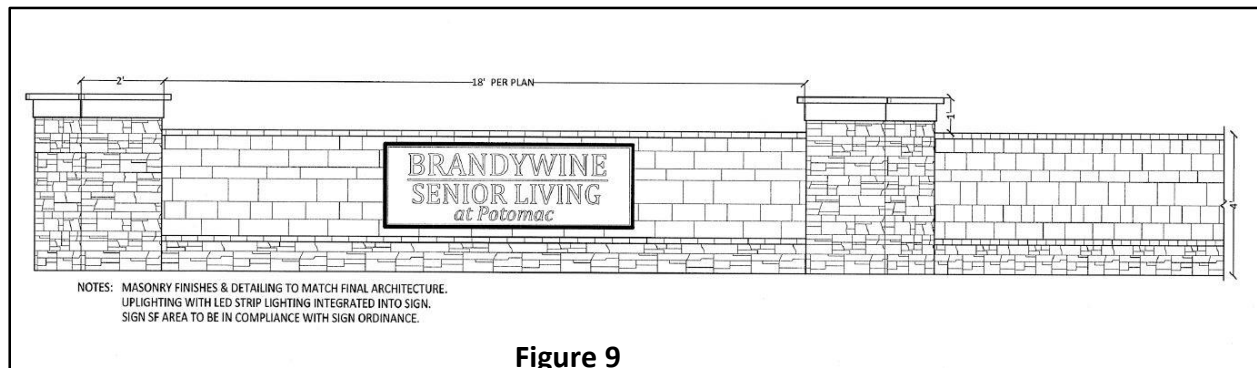 2'
18' PER PLAN
1'
BRANDYWINE
SENIOR LIVING
at Potomac
4'
NOTES: MASONRY FINISHES & DETAILING TO MATCH FINAL ARCHITECTURE.
UPLIGHTING WITH LED STRIP LIGHTING INTEGRATED INTO SIGN.
SIGN SF AREA TO BE IN COMPLIANCE WITH SIGN ORDINANCE.
Figure 9